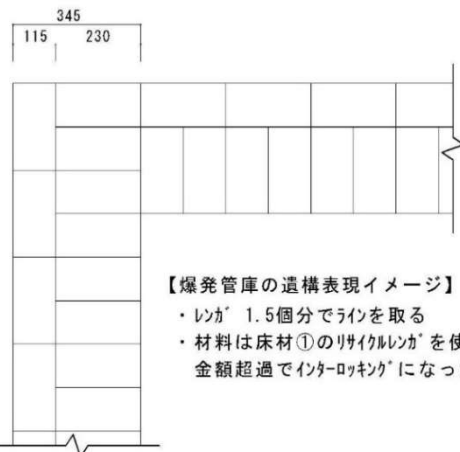 345
115 230
【爆発管庫の遺構表現イメージ】
・ﾚﾝｶﾞ 1.5個分でﾗｲﾝを取る
・材料は床材①のﾘｻｲｸﾙﾚﾝｶﾞを使
金額超過でｲﾝﾀｰﾛｯｷﾝｸﾞになっ